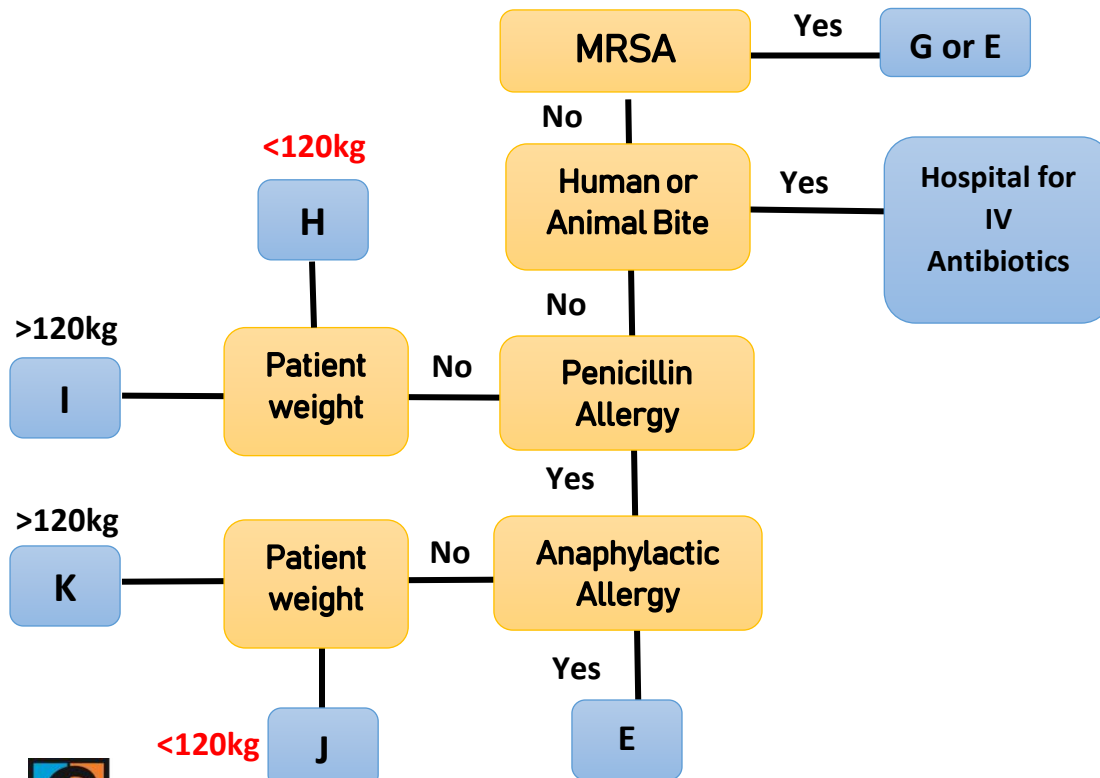 MRSA
Yes
G or E
No
<120kg
H
Human or
Animal Bite
Yes
Hospital for
IV
Antibiotics
No
>120kg
I
Patient
weight
No
Penicillin
Allergy
Yes
>120kg
K
Patient
weight
No
Anaphylactic
Allergy
Yes
<120kg
J
E